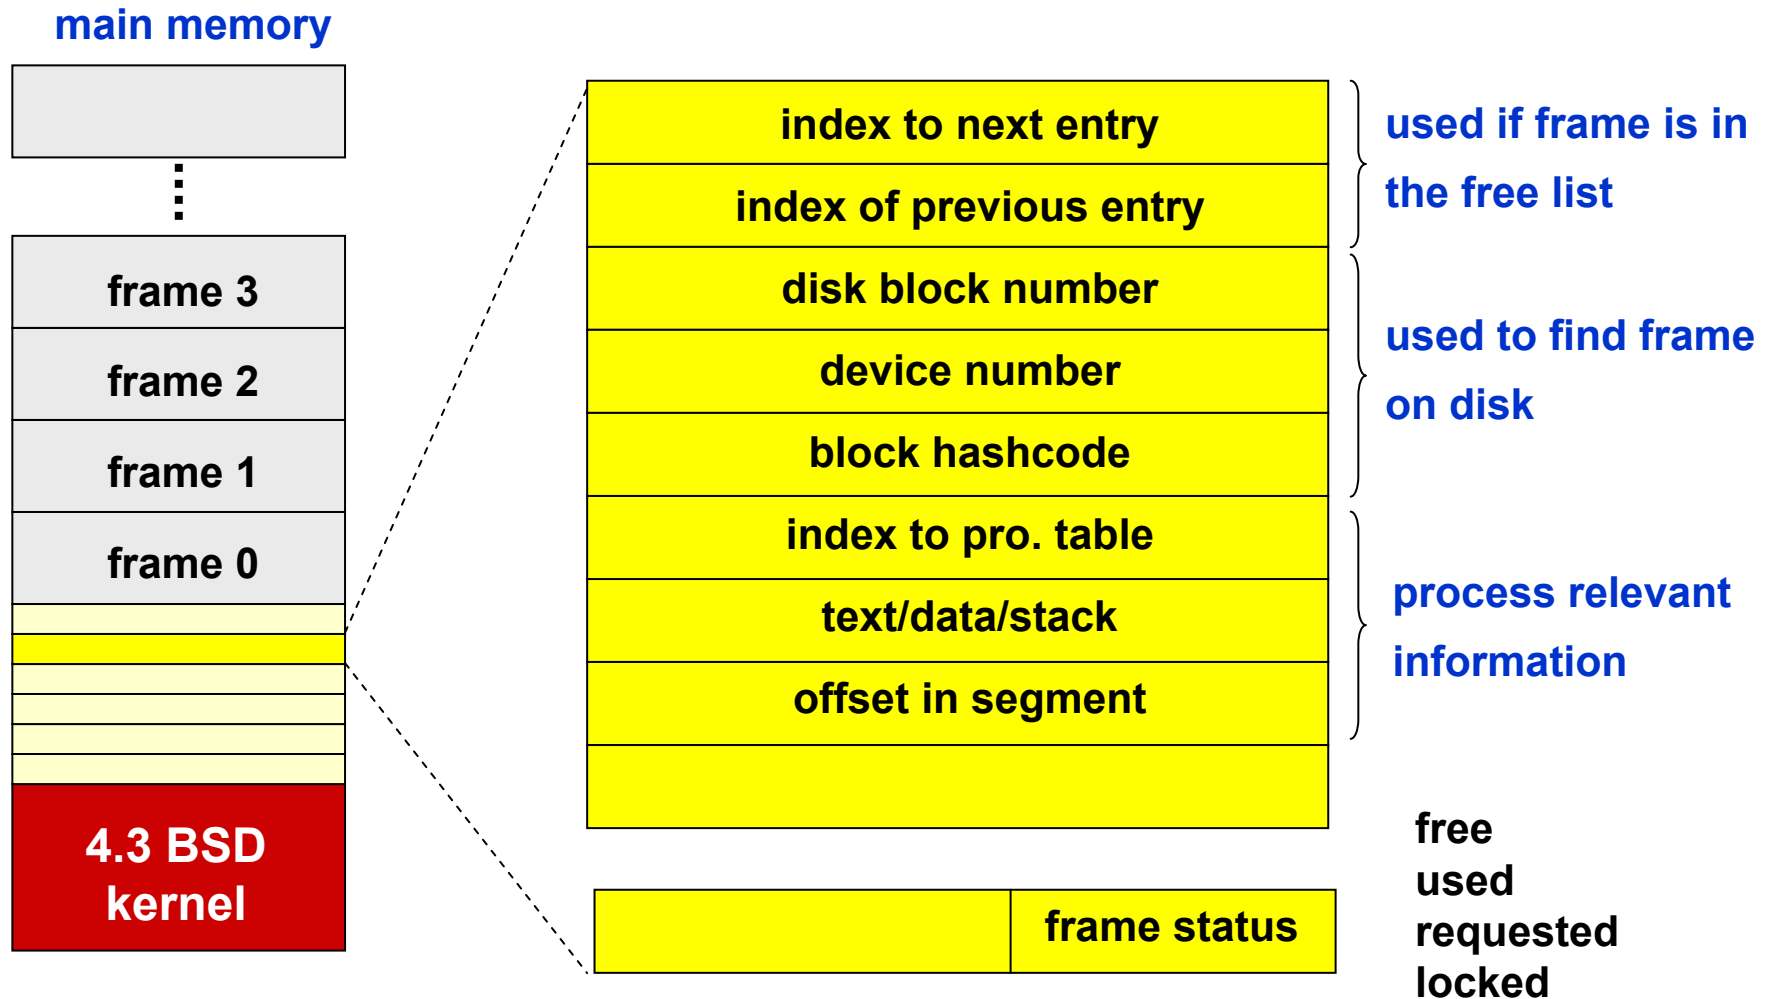 main memory
frame 3
frame 2
frame 1
frame 0
4.3 BSD
kernel
index to next entry
index of previous entry
disk block number
device number
block hashcode
index to pro. table
text/data/stack
offset in segment
frame status
used if frame is in
the free list
used to find frame
on disk
process relevant
information
free
used
requested
locked